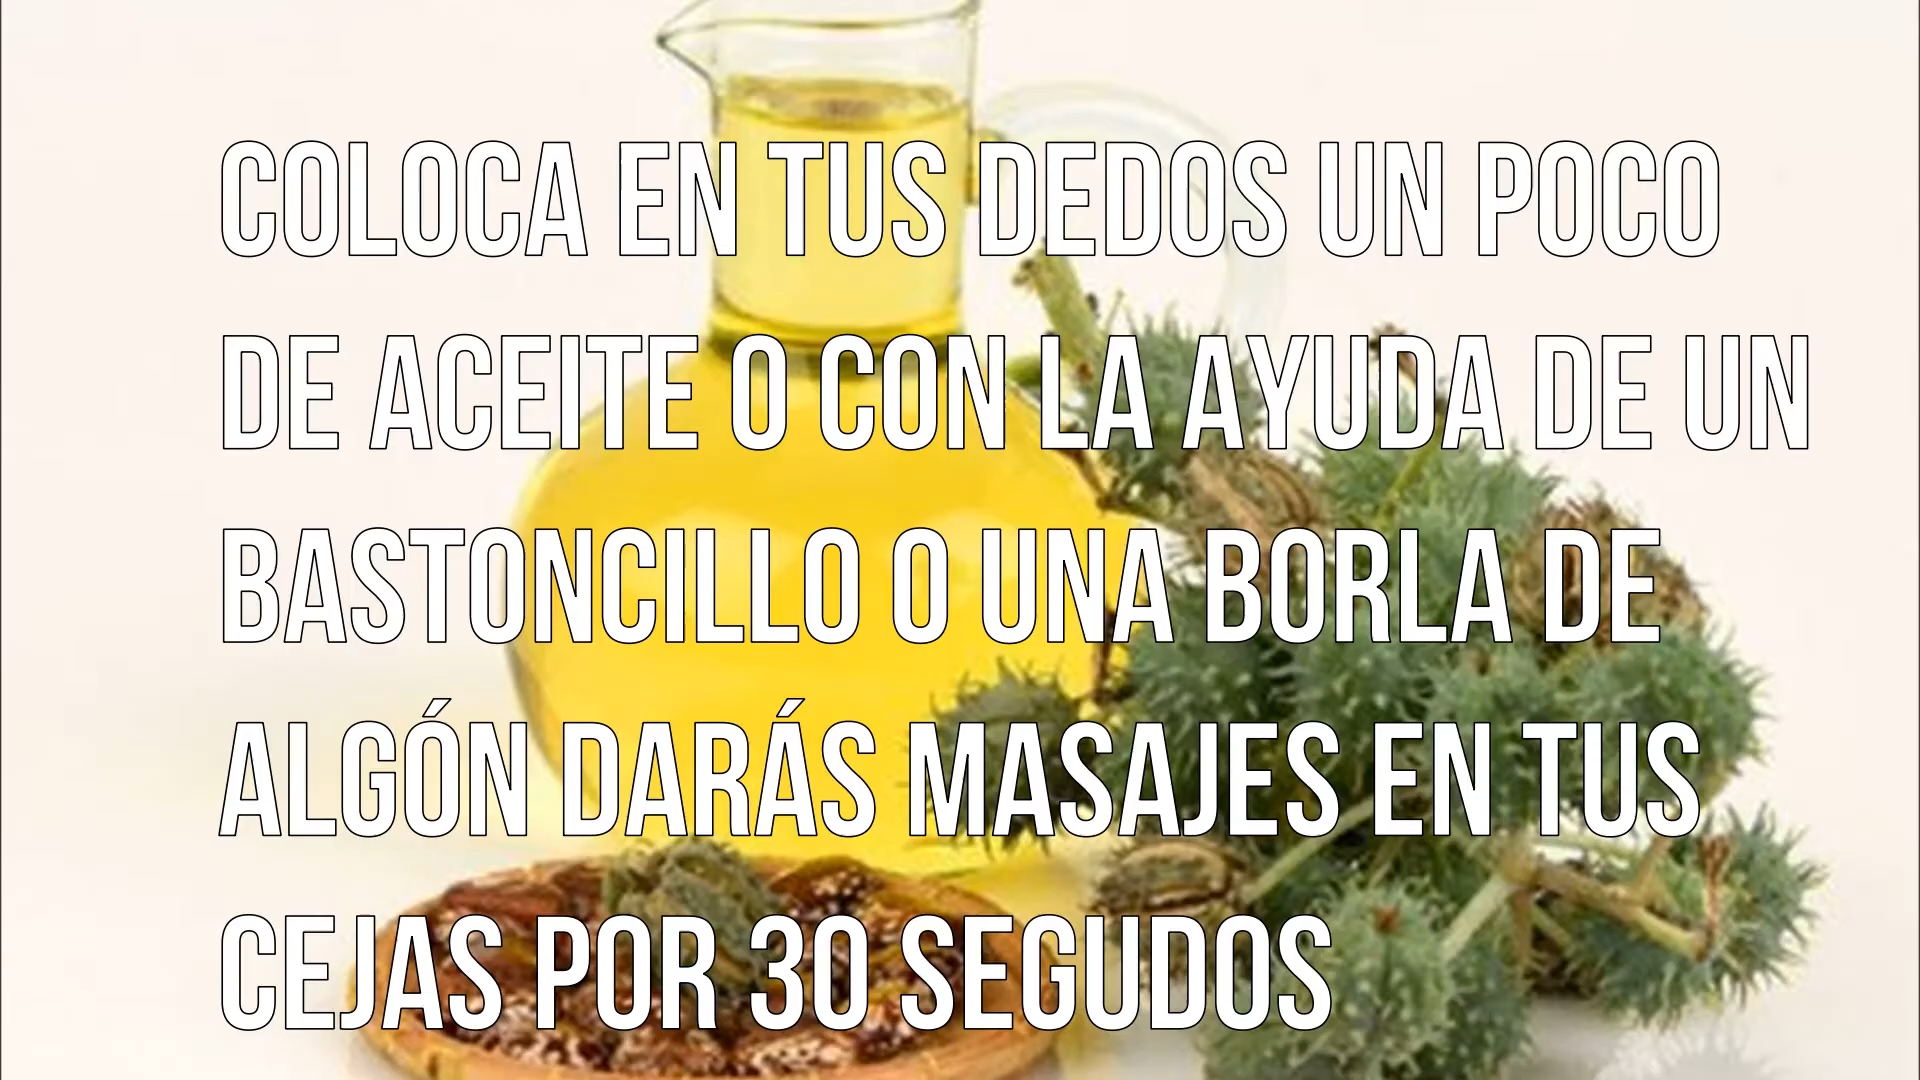 COLOCA EN TUS DEDOS UN POCO
DE ACEITE O CON LA AYUDA DE UN
BASTONCILLO O UNA BORLA DE
ALGÓN DARÁS MASAJES EN TUS
CEJAS POR 30 SEGUDOS